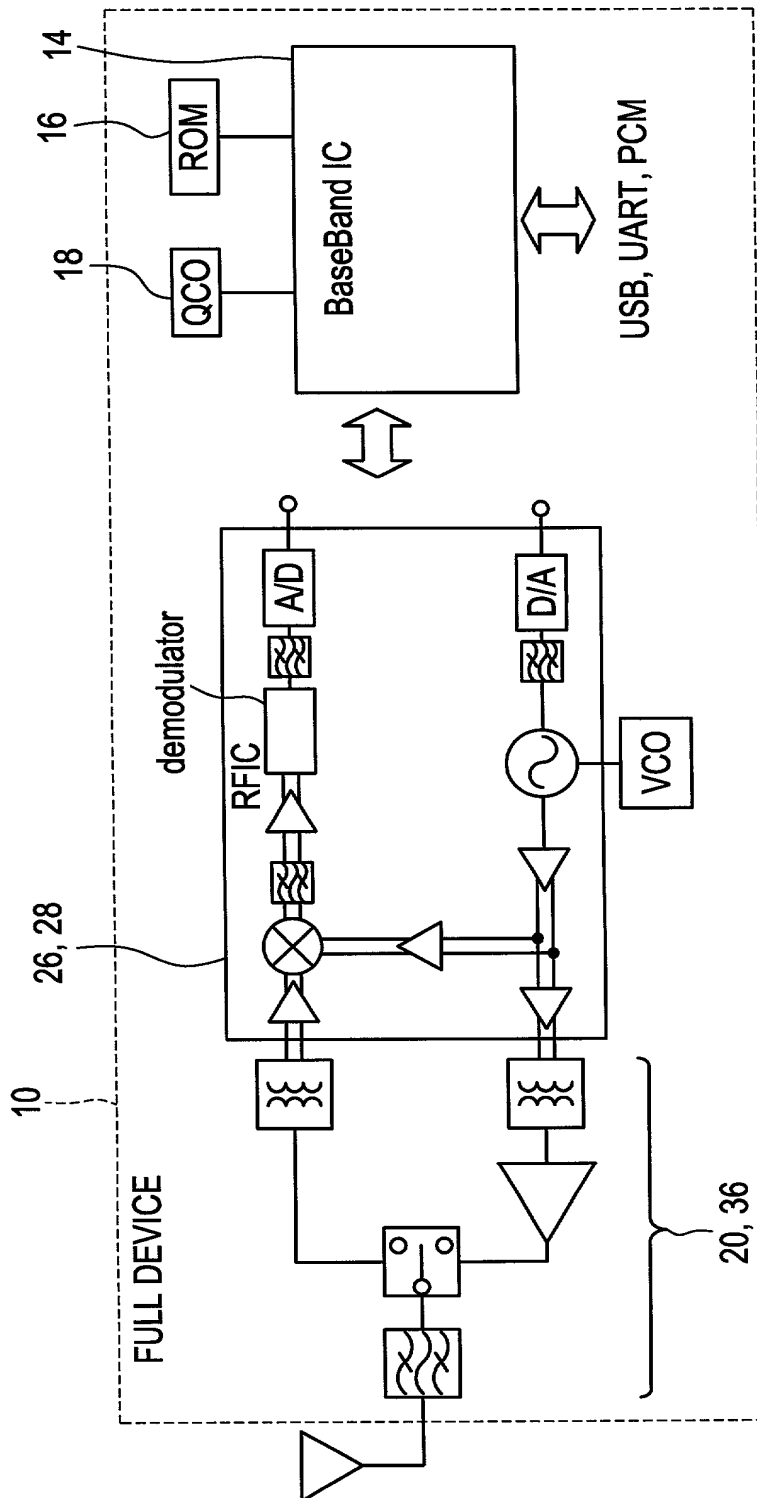 FULL DEVICE
10
26, 28
RFIC
demodulator
A/D
D/A
VCO
20, 36
18
QCO
16
ROM
14
BaseBand IC
USB, UART, PCM